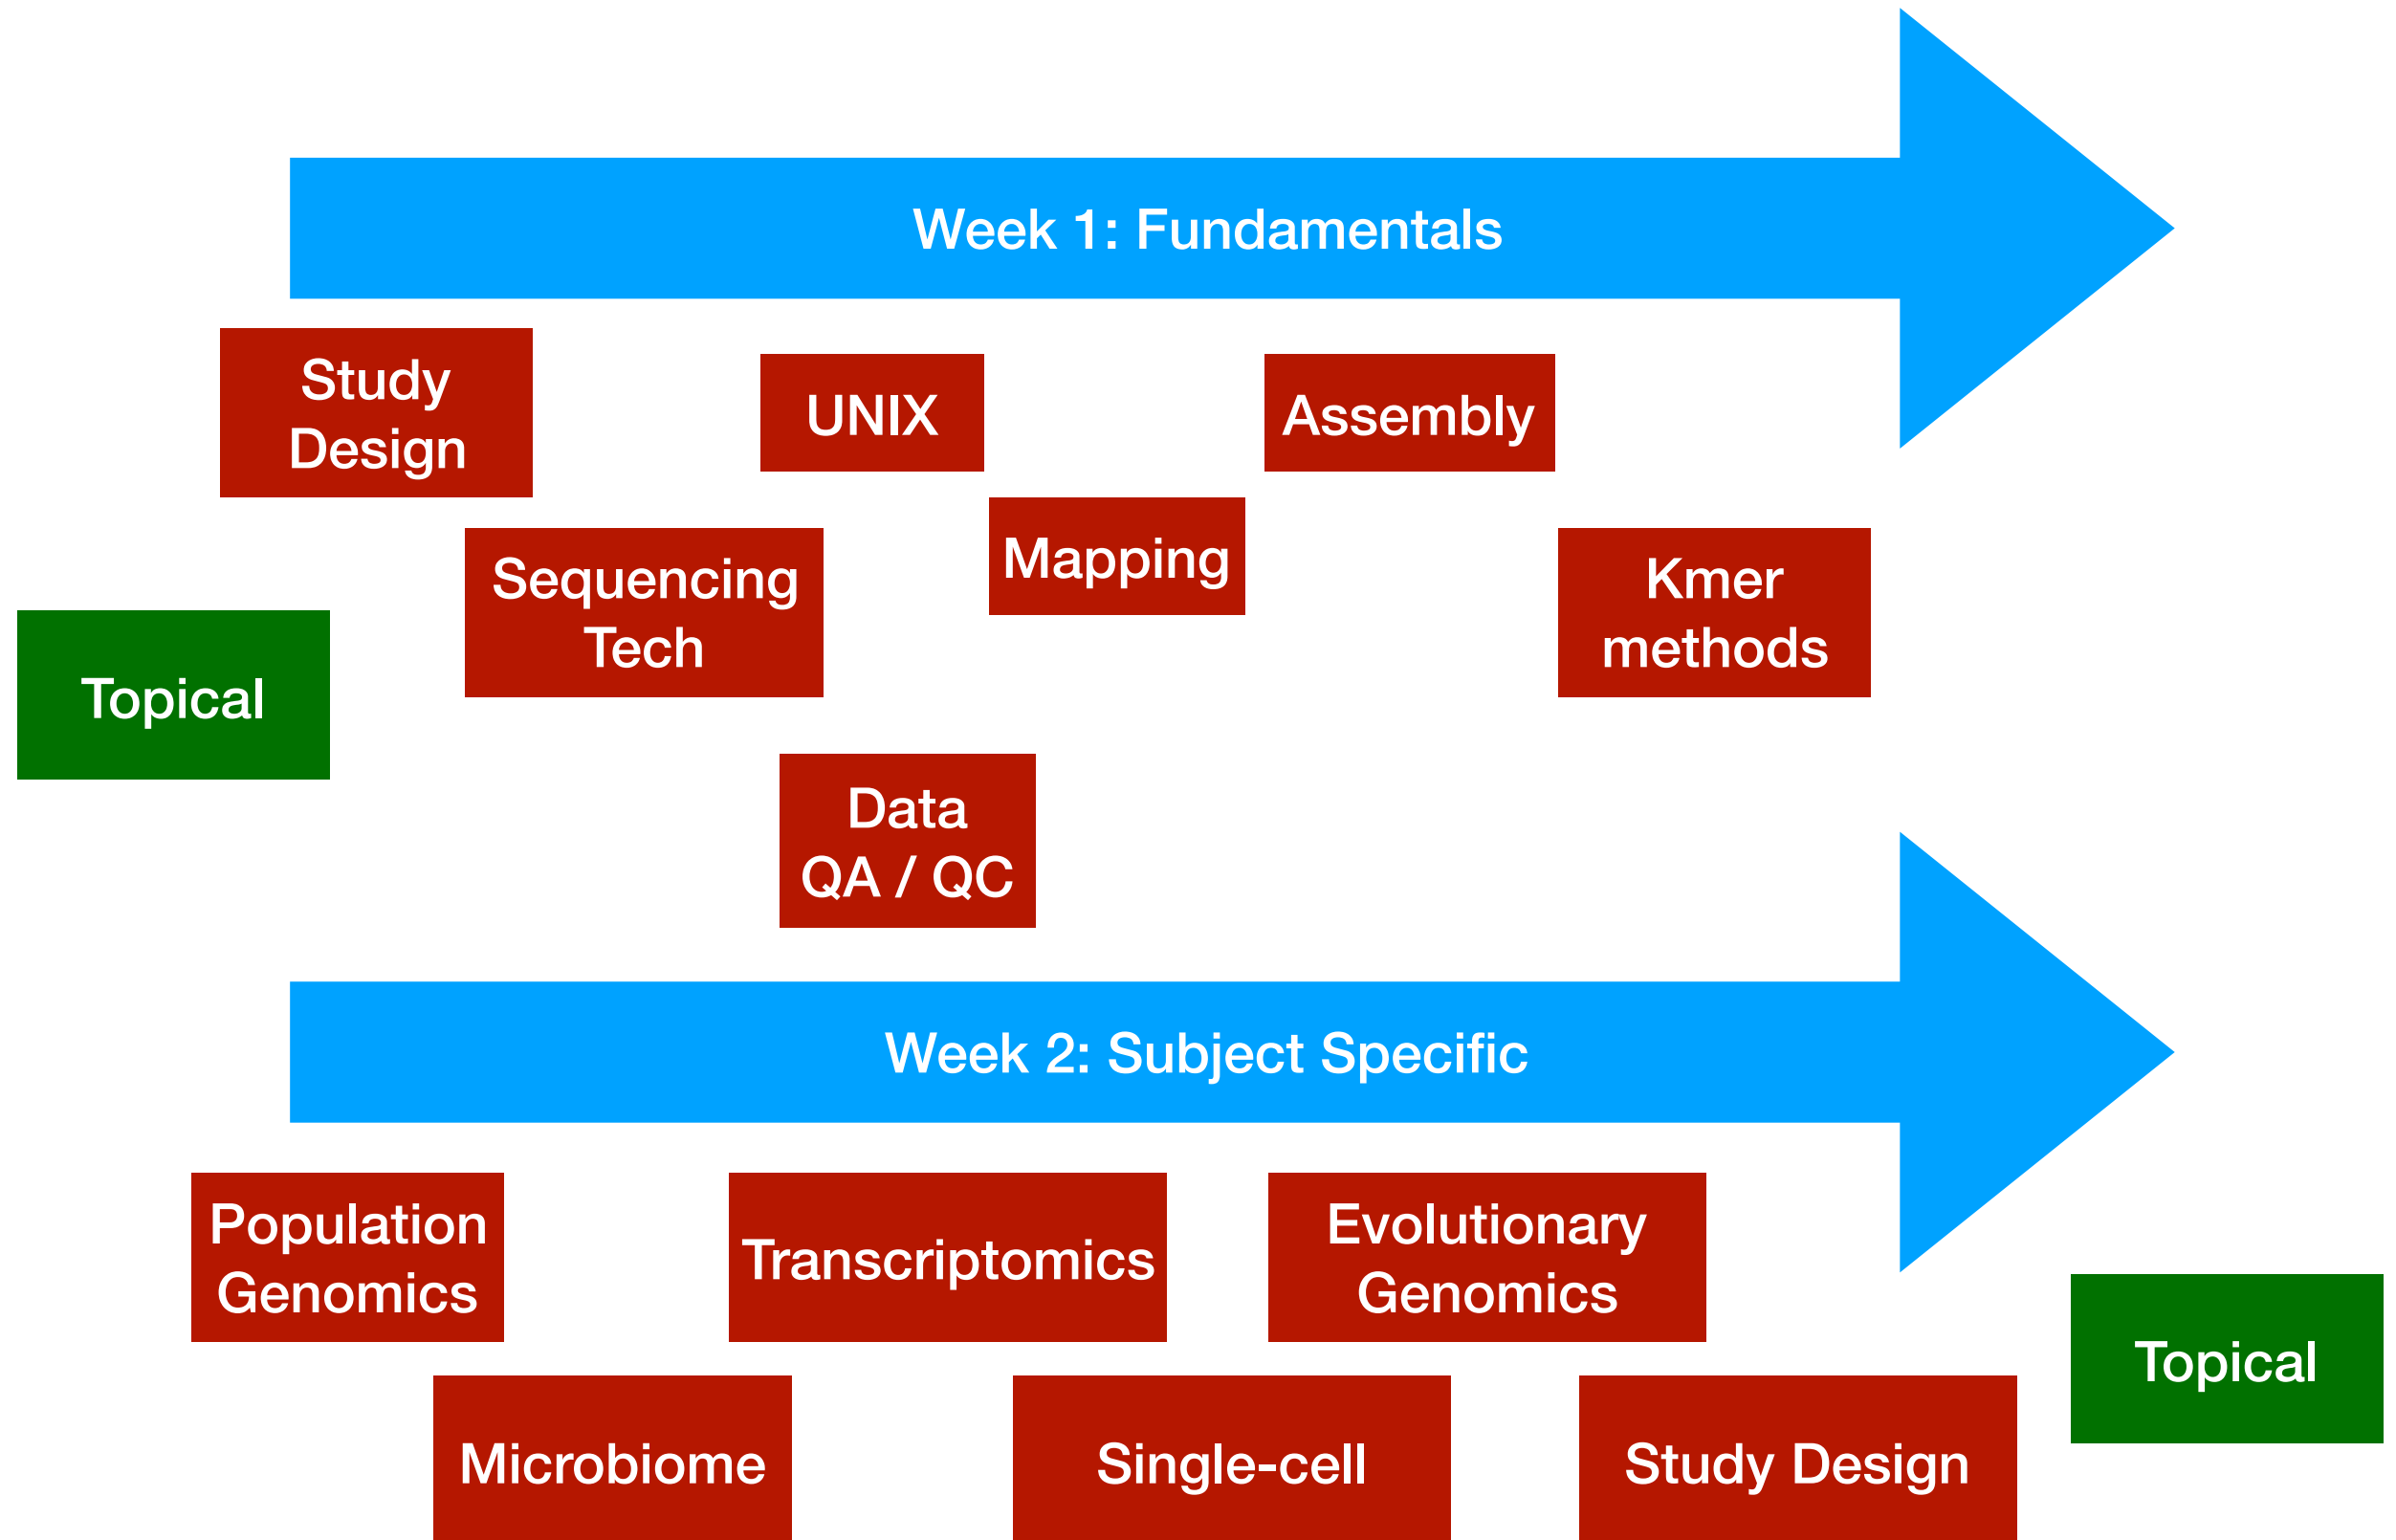 Week 1: Fundamentals
Study
Design
UNIX
Assembly
Mapping
Sequencing
Tech
Kmer
methods
Topical
Data
QA / QC
Week 2: Subject Specific
Population
Genomics
Transcriptomics
Evolutionary
Genomics
Topical
Microbiome
Single-cell
Study Design